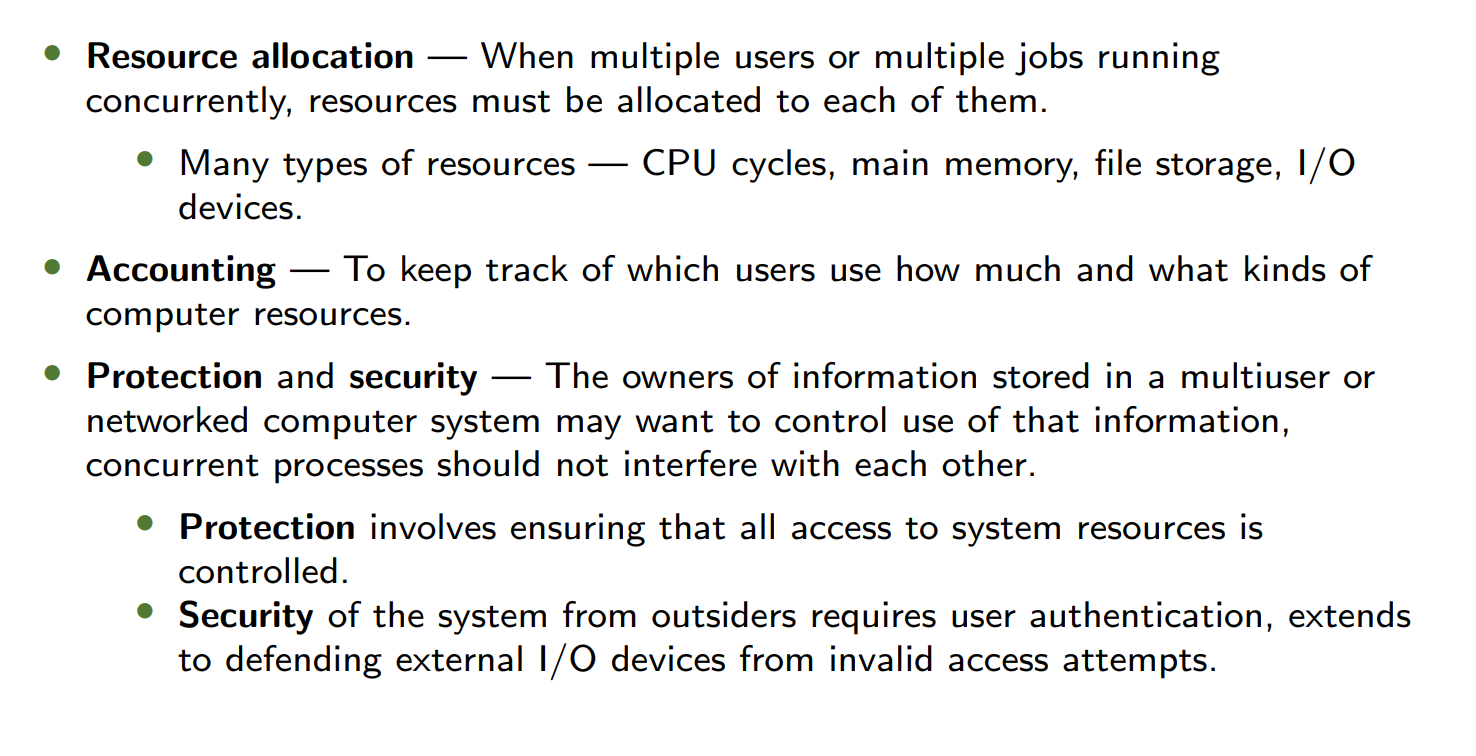 • Resource allocation — When multiple users or multiple jobs running
concurrently, resources must be allocated to each of them.
• Many types of resources — CPU cycles, main memory, file storage, I/O
devices.
• Accounting — To keep track of which users use how much and what kinds of
computer resources.
• Protection and security — The owners of information stored in a multiuser or
networked computer system may want to control use of that information,
concurrent processes should not interfere with each other.
• Protection involves ensuring that all access to system resources is
controlled.
• Security of the system from outsiders requires user authentication, extends
to defending external I/O devices from invalid access attempts.